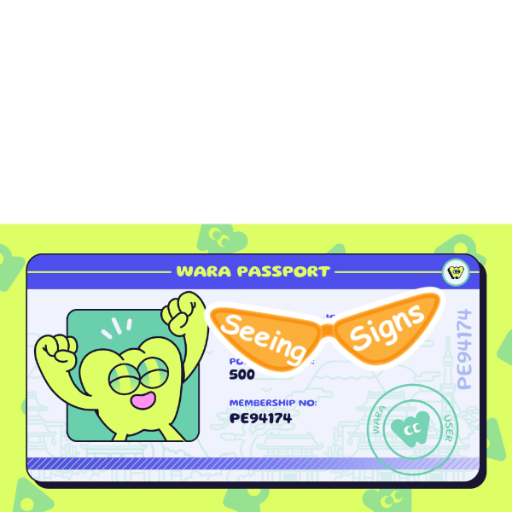 WARA PASSPORT
Seeing Signs
500
MEMBERSHIP NO:
PE94174
PE94174
WARA
USER